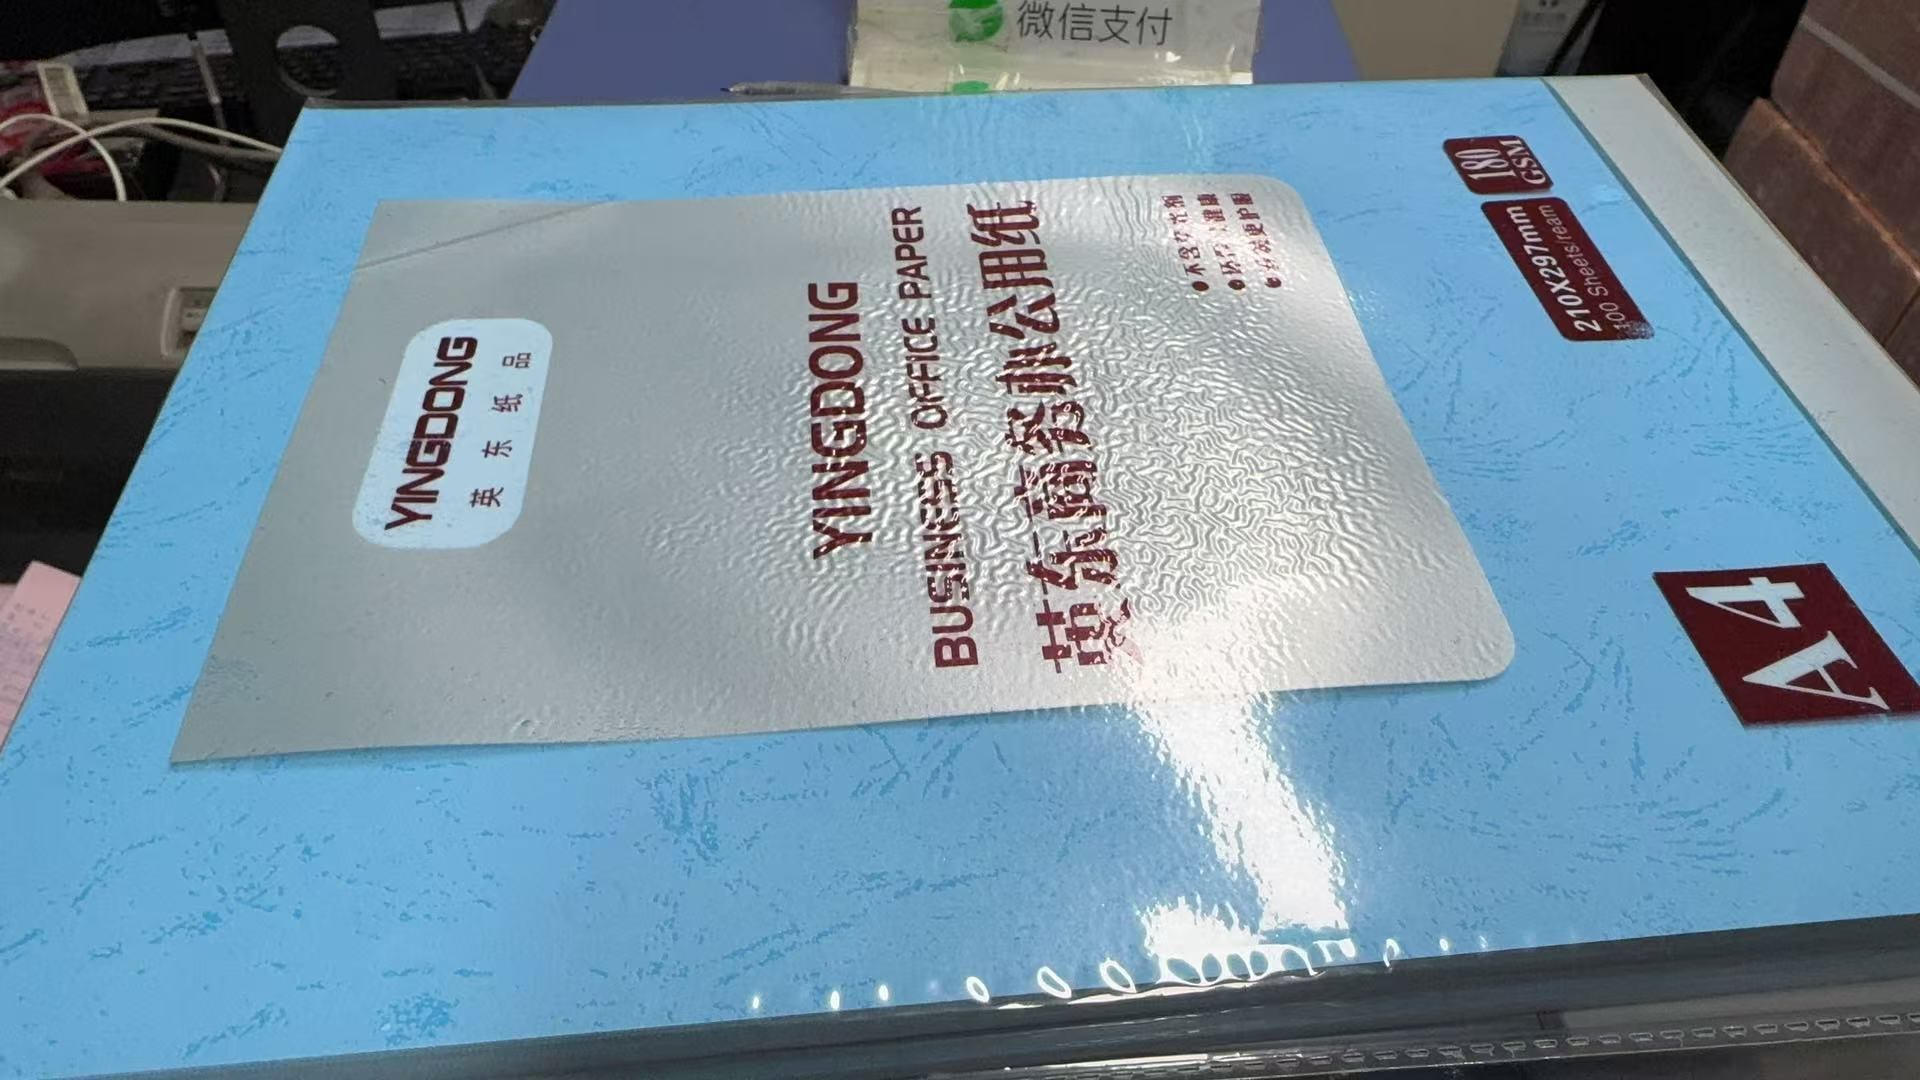 微信支付
YINGDONG
英东纸品
YINGDONG
BUSINESS OFFICE PAPER
英东商务办公用纸
180
GSM
210X297mm
100 Sheets/ream
A4